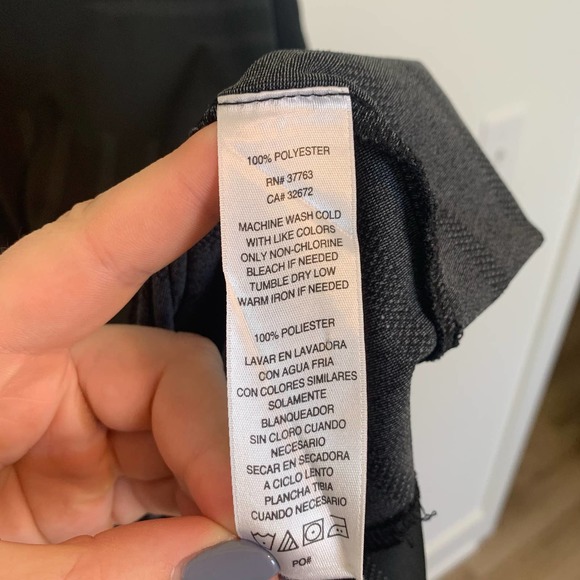 100% POLYESTER
RN# 37763
CA# 32672
MACHINE WASH COLD
WITH LIKE COLORS
ONLY NON-CHLORINE
BLEACH IF NEEDED
TUMBLE DRY LOW
WARM IRON IF NEEDED
100% POLIESTER
LAVAR EN LAVADORA
CON AGUA FRIA
CON COLORES SIMILARES
SOLAMENTE
BLANQUEADOR
SIN CLORO CUANDO
NECESARIO
SECAR EN SECADORA
A CICLO LENTO
PLANCHA TIBIA
CUANDO NECESARIO
PO#